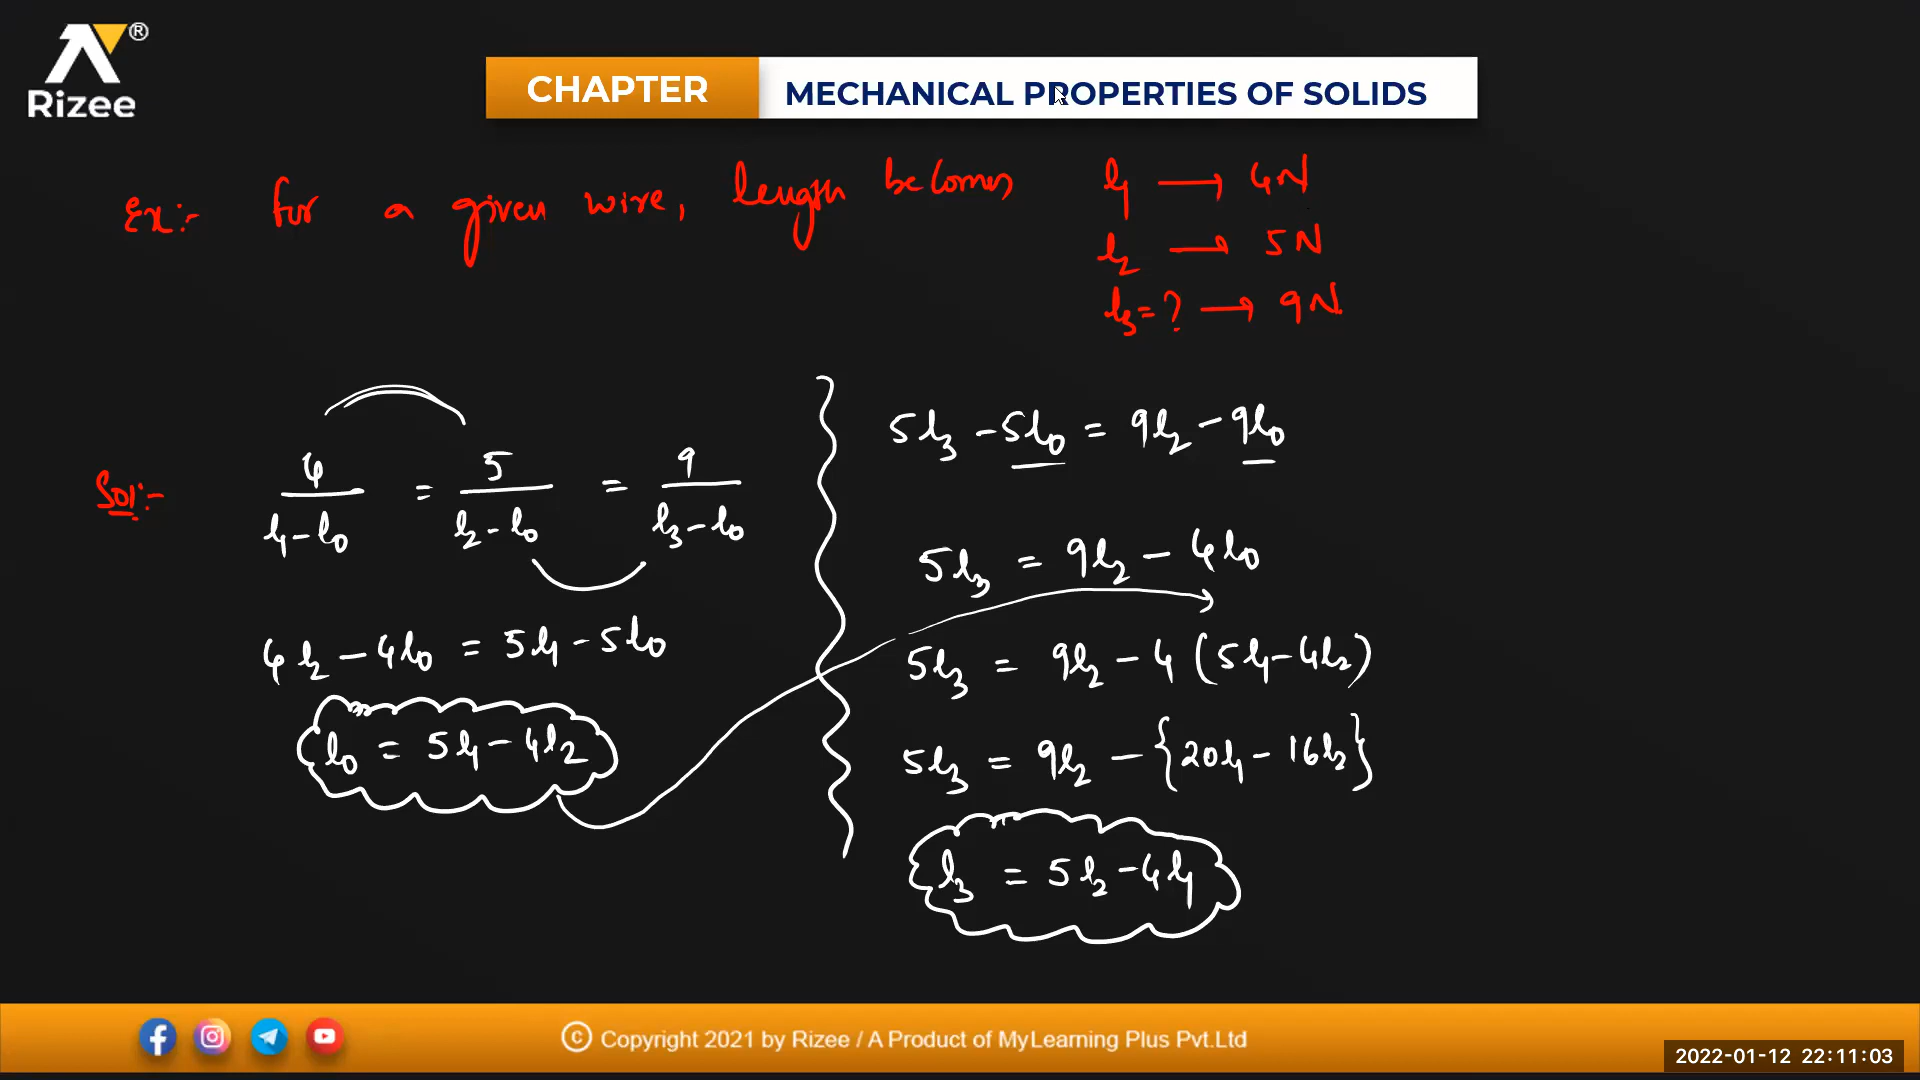 Rizee®
CHAPTER MECHANICAL PROPERTIES OF SOLIDS
Ex:- For a given wire, length becomes l₁ → 4N
l₂ → 5N
l₃ = ? → 9N
Sol:-
4/(l₁ - l₀) = 5/(l₂ - l₀) = 9/(l₃ - l₀)
4l₂ - 4l₀ = 5l₁ - 5l₀
l₀ = 5l₁ - 4l₂
5l₃ - 5l₀ = 9l₂ - 9l₀
5l₃ = 9l₂ - 4l₀
5l₃ = 9l₂ - 4(5l₁ - 4l₂)
5l₃ = 9l₂ - {20l₁ - 16l₂}
l₃ = 5l₂ - 4l₁
© Copyright 2021 by Rizee / A Product of MyLearning Plus Pvt.Ltd
2022-01-12 22:11:03